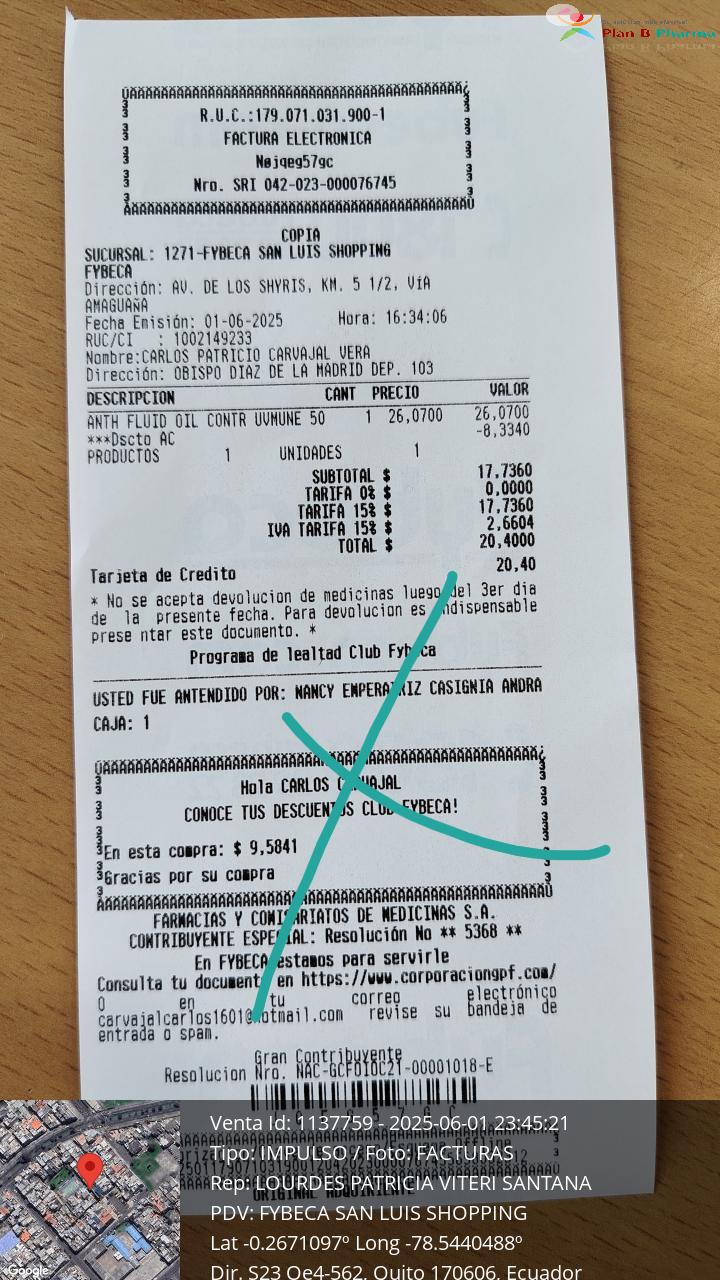 Plan B Pharma
R.U.C.:179.071.031.900-1
FACTURA ELECTRONICA
Nøjqeg57gc
Nro. SRI 042-023-000076745
COPIA
SUCURSAL: 1271-FYBECA SAN LUIS SHOPPING
FYBECA
Dirección: AV. DE LOS SHYRIS, KM. 5 1/2, VíA
AMAGUAñA
Fecha Emisión: 01-06-2025 Hora: 16:34:06
RUC/CI : 1002149233
Nombre:CARLOS PATRICIO CARVAJAL VERA
Dirección: OBISPO DIAZ DE LA MADRID DEP. 103
DESCRIPCION CANT PRECIO VALOR
ANTH FLUID OIL CONTR UVMUNE 50 1 26,0700 26,0700
***Dscto AC -8,3340
PRODUCTOS 1 UNIDADES 1
SUBTOTAL $ 17,7360
TARIFA 0% $ 0,0000
TARIFA 15% $ 17,7360
IVA TARIFA 15% $ 2,6604
TOTAL $ 20,4000
Tarjeta de Credito 20,40
* No se acepta devolucion de medicinas luego del 3er dia
de la presente fecha. Para devolucion es indispensable
prese ntar este documento. *
Programa de lealtad Club Fybeca
USTED FUE ANTENDIDO POR: NANCY EMPERATRIZ CASIGNIA ANDRA
CAJA: 1
Hola CARLOS CARVAJAL
CONOCE TUS DESCUENTOS CLUB FYBECA!
En esta compra: $ 9,5841
Gracias por su compra
FARMACIAS Y COMISARIATOS DE MEDICINAS S.A.
CONTRIBUYENTE ESPECIAL: Resolución No ** 5368 **
En FYBECA estamos para servirle
Consulta tu documento en https://www.corporaciongpf.com/
O en tu correo electrónico
carvajalcarlos1601@hotmail.com revise su bandeja de
entrada o spam.
Gran Contribuyente
Resolucion Nro. NAC-GCFOIOC21-00001018-E
ORIGINAL ADQUIRIENTE
Venta Id: 1137759 - 2025-06-01 23:45:21
Tipo: IMPULSO / Foto: FACTURAS
Rep: LOURDES PATRICIA VITERI SANTANA
PDV: FYBECA SAN LUIS SHOPPING
Lat -0.2671097º Long -78.5440488º
Dir. S23 Oe4-562, Quito 170606, Ecuador
Google